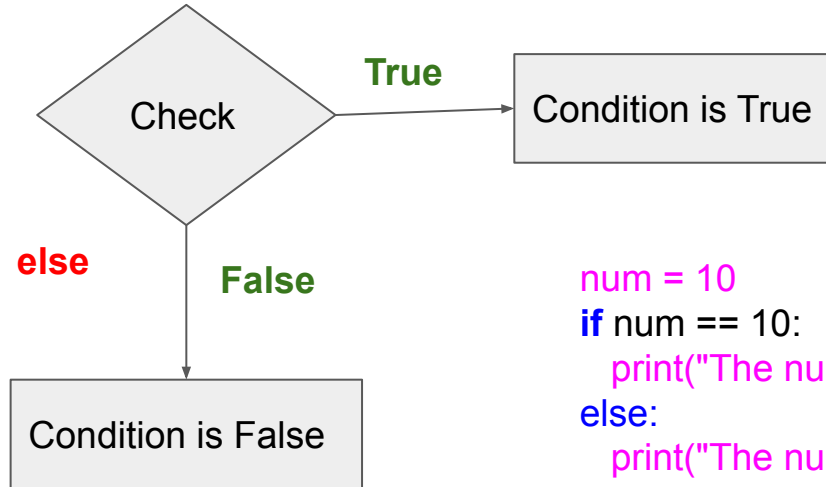 True
Check
Condition is True
else
False
num = 10
if num == 10:
print("The nu
else:
print("The nu
Condition is False